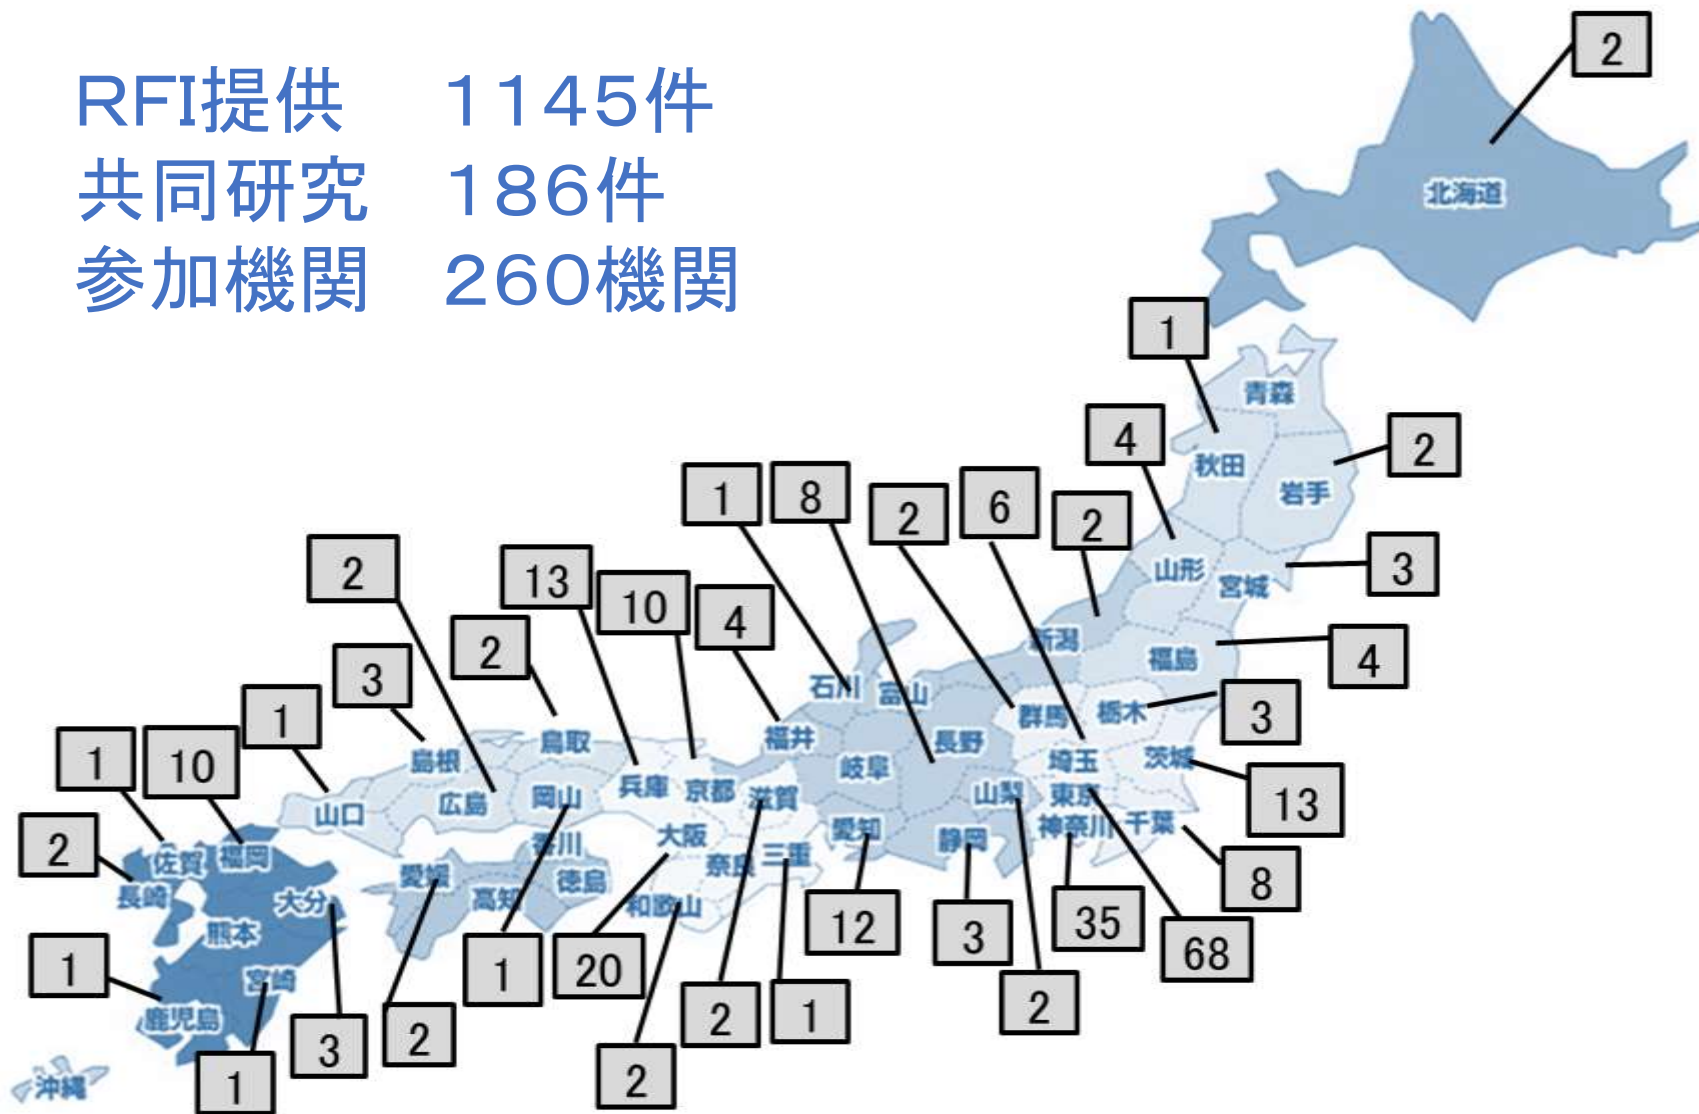 RFI提供　1145件
共同研究　186件
参加機関　260機関
2
北海道
1
青森
4
秋田
2
岩手
1
8
2
6
2
山形
3
宮城
2
13
10
4
新潟
福島
4
3
2
石川
富山
群馬
栃木
3
1
福井
長野
埼玉
茨城
1
10
島根
鳥取
岐阜
13
山口
広島
岡山
兵庫
京都
滋賀
山梨
東京
2
佐賀
福岡
香川
大阪
愛知
静岡
神奈川
千葉
8
長崎
大分
愛媛
高知
徳島
奈良
三重
和歌山
熊本
12
3
35
68
1
宮崎
1
20
2
1
2
鹿児島
3
2
2
1
沖縄